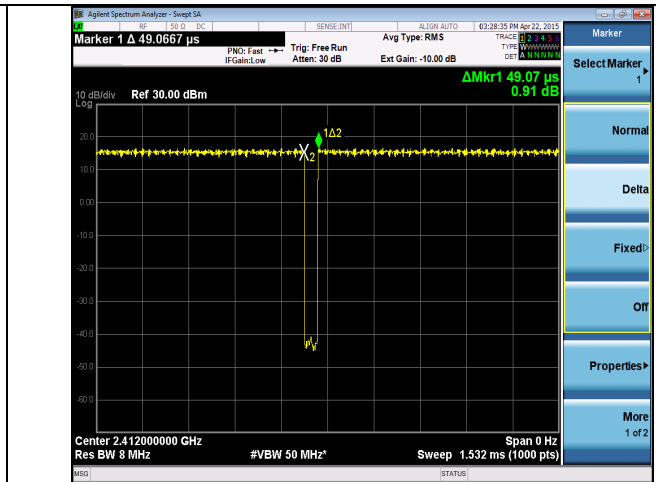 Agilent Spectrum Analyzer - Swept SA
LXI RF 50 Ω DC SENSE:INT ALIGN AUTO 03:28:35 PM Apr 22, 2015
Marker 1 Δ 49.0667 µs
PNO: Fast
IFGain:Low
Trig: Free Run
Atten: 30 dB
Avg Type: RMS
Ext Gain: -10.00 dB
TRACE 1 2 3 4 5 6
TYPE WWWWWW
DET A N N N N N
ΔMkr1 49.07 µs
0.91 dB
10 dB/div Ref 30.00 dBm
Log
1Δ2
2
20.0
10.0
0.00
-10.0
-20.0
-30.0
-40.0
-50.0
-60.0
Center 2.412000000 GHz Span 0 Hz
Res BW 8 MHz #VBW 50 MHz* Sweep 1.532 ms (1000 pts)
MSG STATUS
Marker
Select Marker
1
Normal
Delta
Fixed
Off
Properties
More
1 of 2